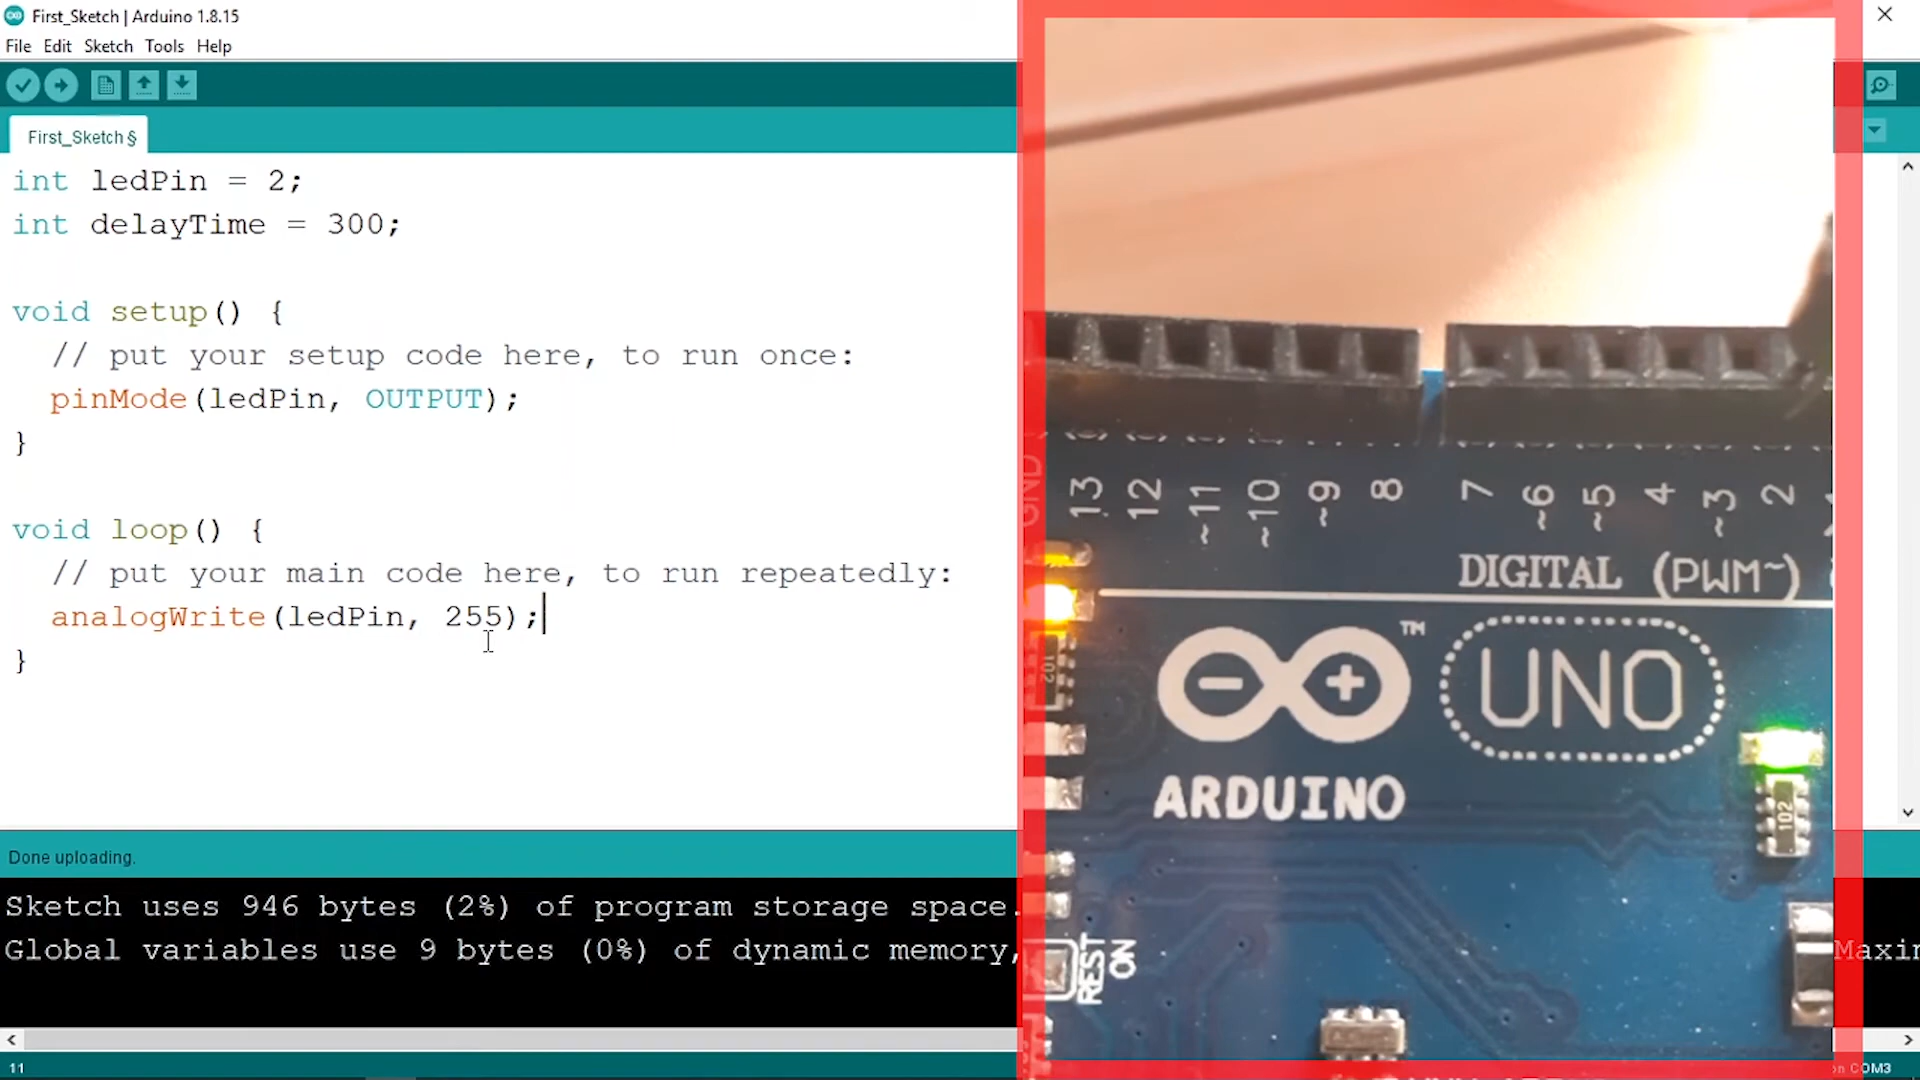 First_Sketch | Arduino 1.8.15
File Edit Sketch Tools Help
First_Sketch §
int ledPin = 2;
int delayTime = 300;
void setup() {
// put your setup code here, to run once:
pinMode(ledPin, OUTPUT);
}
void loop() {
// put your main code here, to run repeatedly:
analogWrite(ledPin, 255);
}
Done uploading.
Sketch uses 946 bytes (2%) of program storage space.
Global variables use 9 bytes (0%) of dynamic memory,
11
COM3
GND
13
12
~11
~10
~9
8
7
~6
~5
4
~3
2
DIGITAL (PWM~)
TM
UNO
ARDUINO
102
102
ON